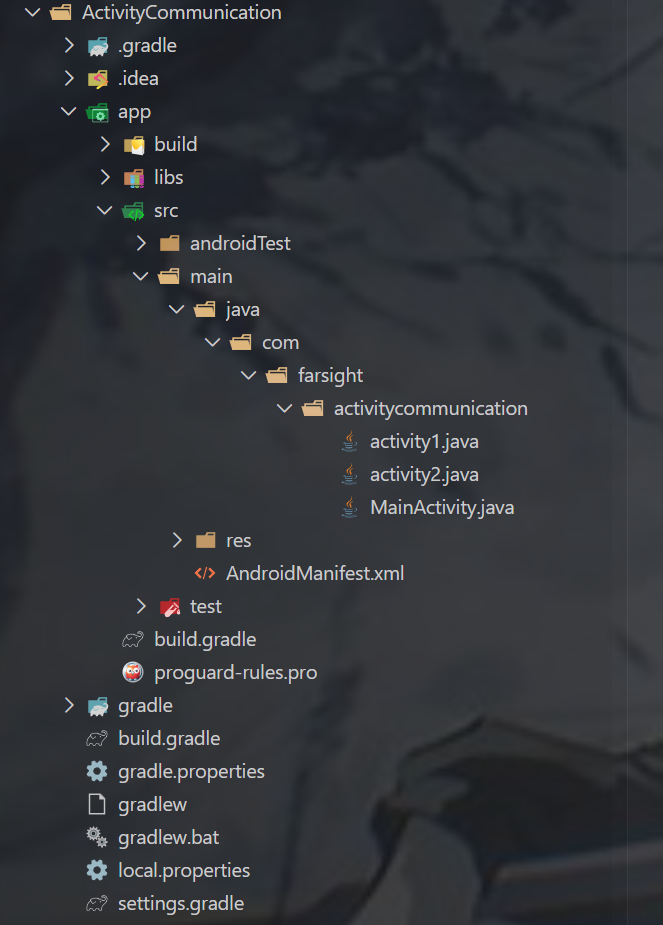 ActivityCommunication
.gradle
.idea
app
build
libs
src
androidTest
main
java
com
farsight
activitycommunication
activity1.java
activity2.java
MainActivity.java
res
AndroidManifest.xml
test
build.gradle
proguard-rules.pro
gradle
build.gradle
gradle.properties
gradlew
gradlew.bat
local.properties
settings.gradle